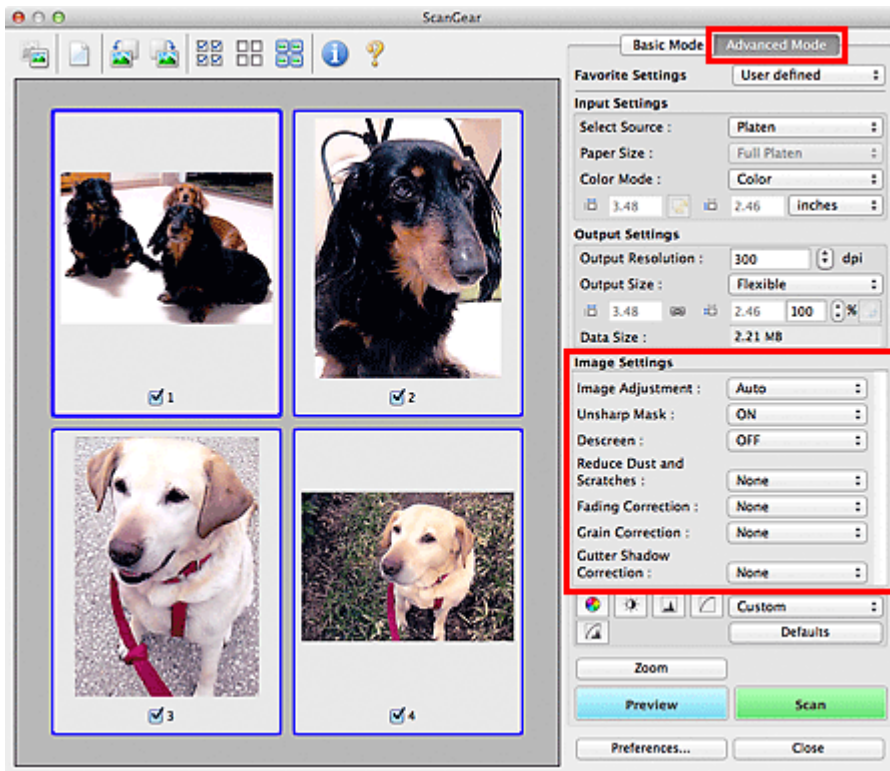 ScanGear
Basic Mode Advanced Mode
Favorite Settings User defined
Input Settings
Select Source : Platen
Paper Size : Full Platen
Color Mode : Color
3.48 2.46 inches
Output Settings
Output Resolution : 300 dpi
Output Size : Flexible
3.48 2.46 100 %
Data Size : 2.21 MB
Image Settings
Image Adjustment : Auto
Unsharp Mask : ON
Descreen : OFF
Reduce Dust and
Scratches : None
Fading Correction : None
Grain Correction : None
Gutter Shadow
Correction : None
Custom
Defaults
Zoom
Preview Scan
Preferences... Close
1
2
3
4